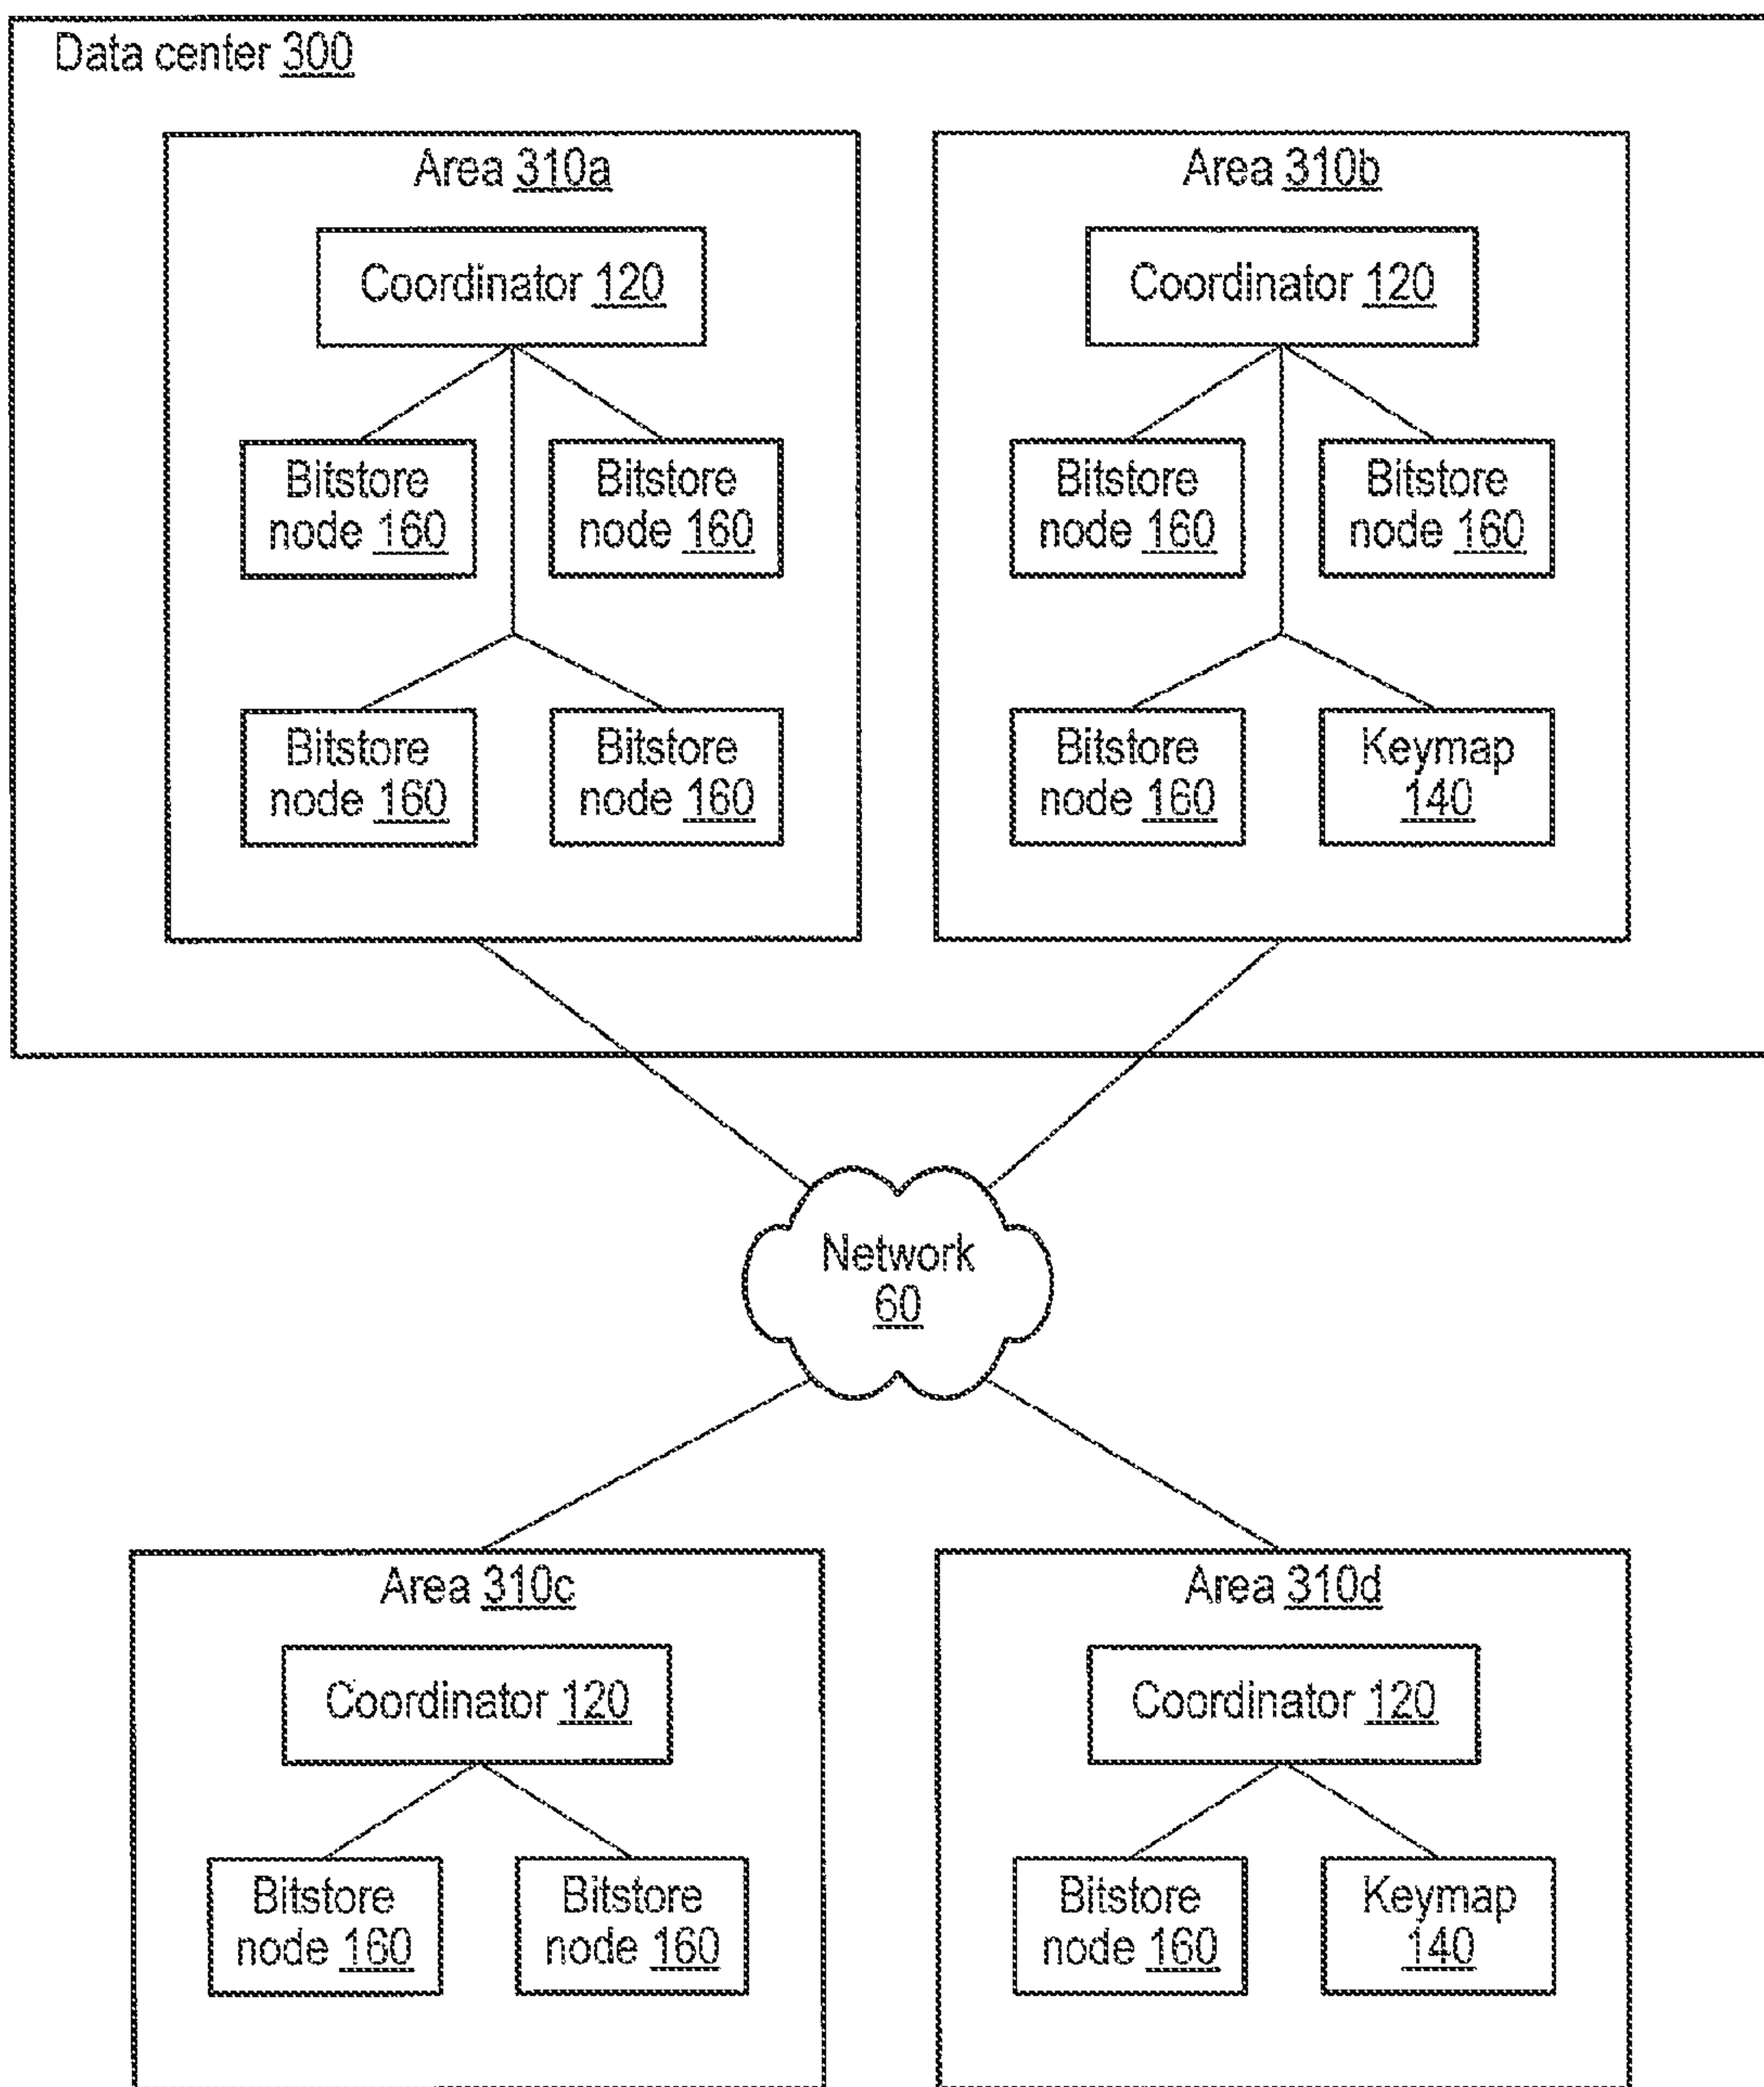 Data center 300
Area 310a
Coordinator 120
Bitstore
node 160
Bitstore
node 160
Bitstore
node 160
Bitstore
node 160
Area 310b
Coordinator 120
Bitstore
node 160
Bitstore
node 160
Bitstore
node 160
Keymap
140
Network
60
Area 310c
Coordinator 120
Bitstore
node 160
Bitstore
node 160
Area 310d
Coordinator 120
Bitstore
node 160
Keymap
140